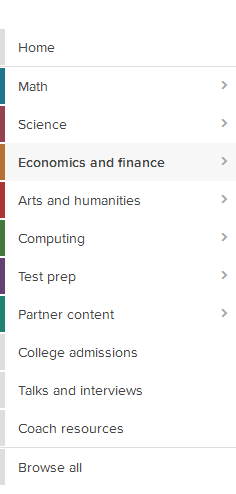 Home
Math
Science
Economics and finance
Arts and humanities
Computing
Test prep
Partner content
College admissions
Talks and interviews
Coach resources
Browse all